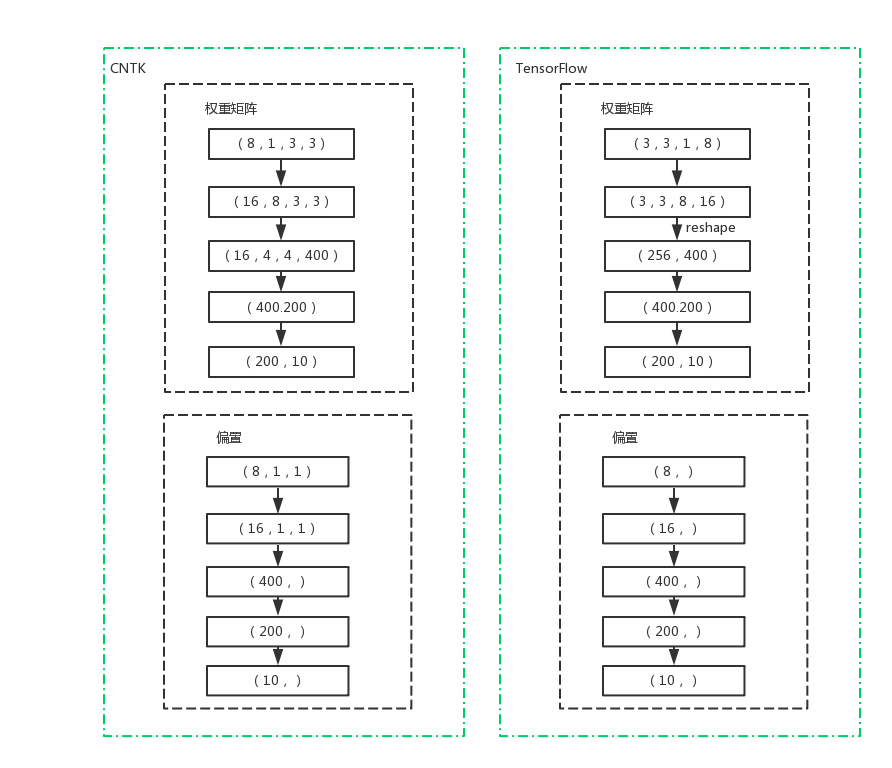 CNTK
权重矩阵
（8，1，3，3）
（16，8，3，3）
（16，4，4，400）
（400.200）
（200，10）
偏置
（8，1，1）
（16，1，1）
（400，）
（200，）
（10，）
TensorFlow
权重矩阵
（3，3，1，8）
（3，3，8，16）
reshape
（256，400）
（400.200）
（200，10）
偏置
（8，）
（16，）
（400，）
（200，）
（10，）